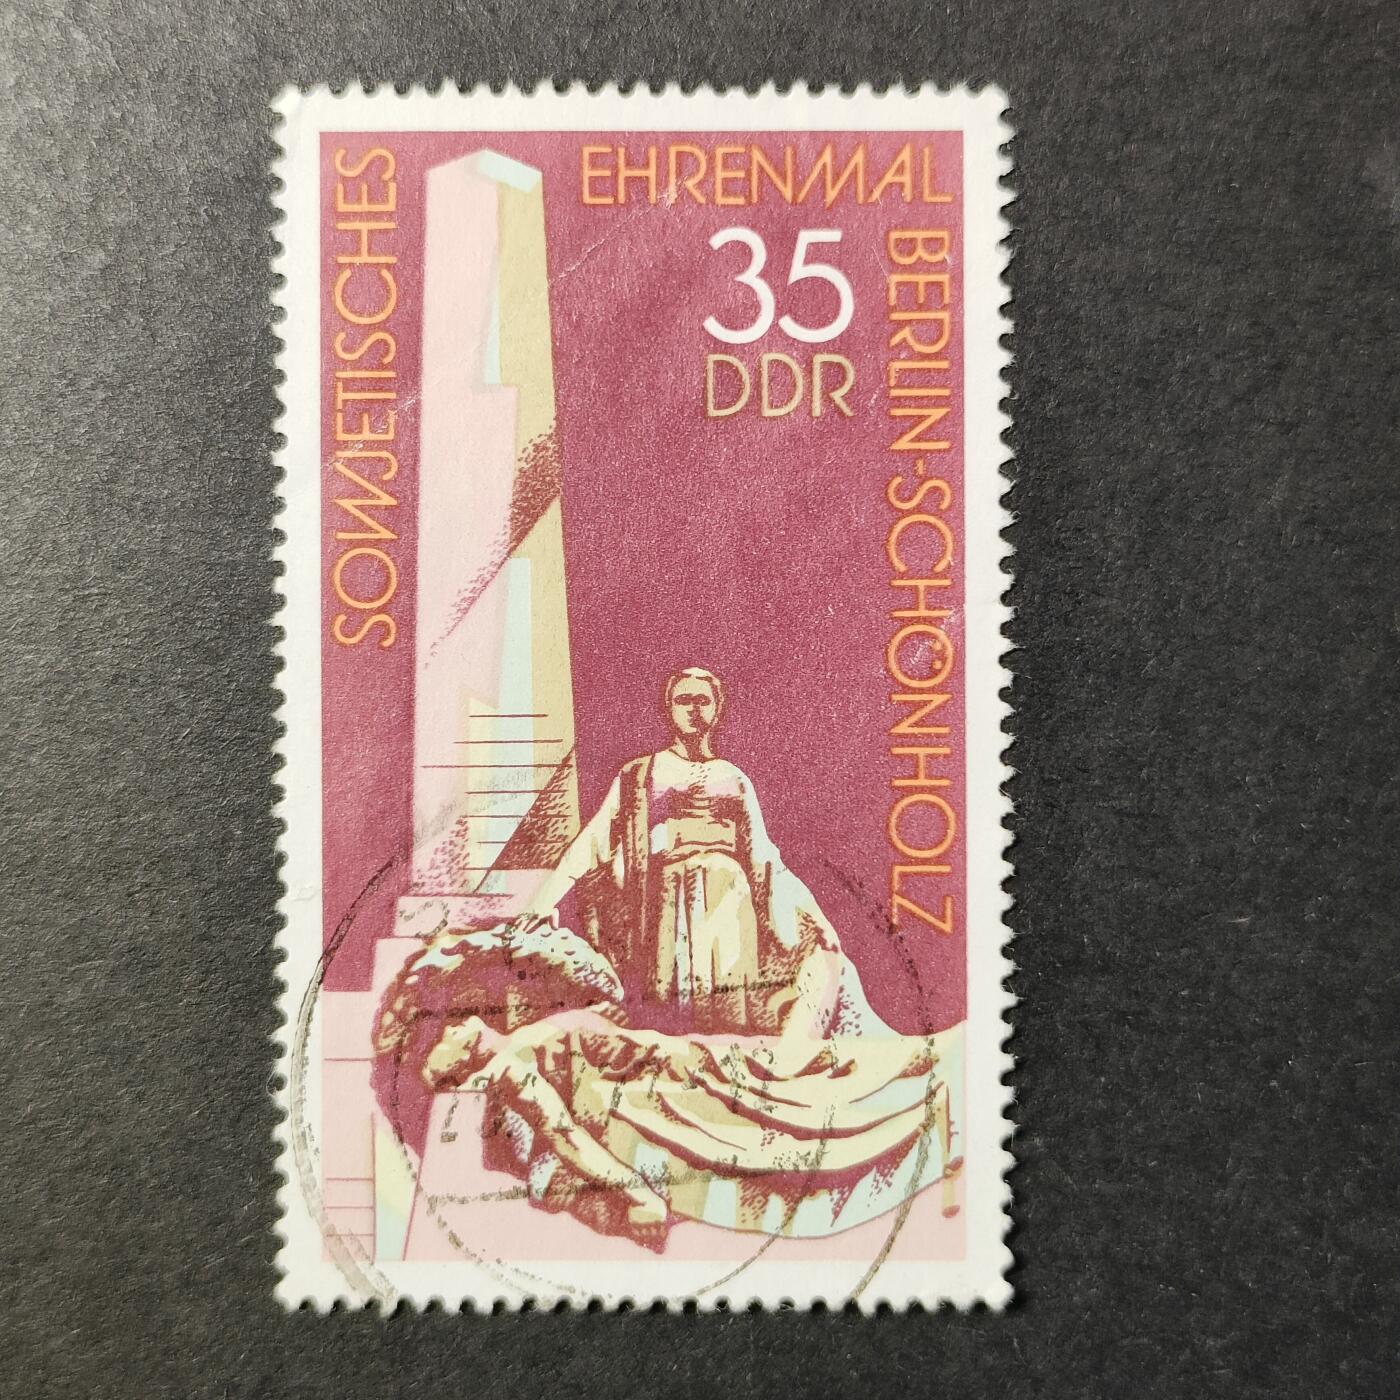 SOWJETISCHES
EHRENMAL
BERLIN-SCHÖNHOLZ
35
DDR